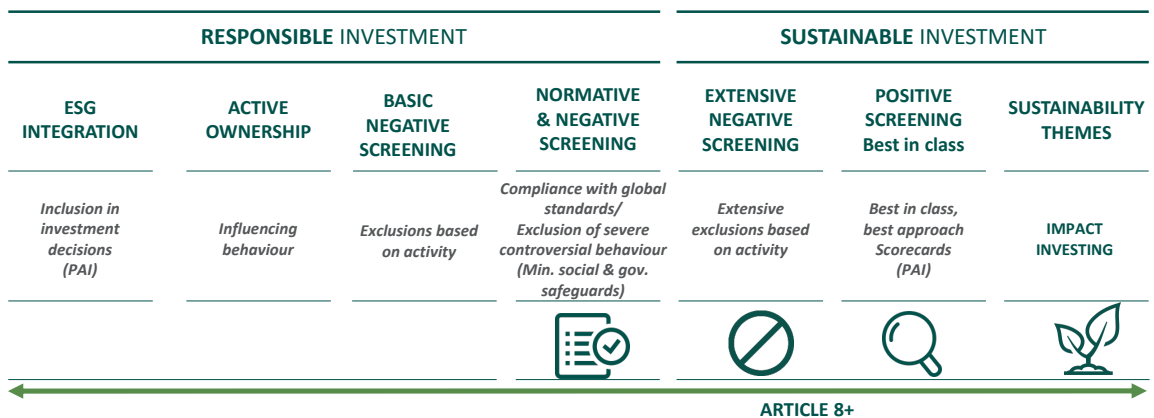 RESPONSIBLE INVESTMENT
SUSTAINABLE INVESTMENT
ESG
INTEGRATION
ACTIVE
OWNERSHIP
BASIC
NEGATIVE
SCREENING
NORMATIVE
& NEGATIVE
SCREENING
EXTENSIVE
NEGATIVE
SCREENING
POSITIVE
SCREENING
Best in class
SUSTAINABILITY
THEMES
Inclusion in
investment
decisions
(PAI)
Influencing
behaviour
Exclusions based
on activity
Compliance with global
standards/
Exclusion of severe
controversial behaviour
(Min. social & gov.
safeguards)
Extensive
exclusions based
on activity
Best in class,
best approach
Scorecards
(PAI)
IMPACT
INVESTING
ARTICLE 8+